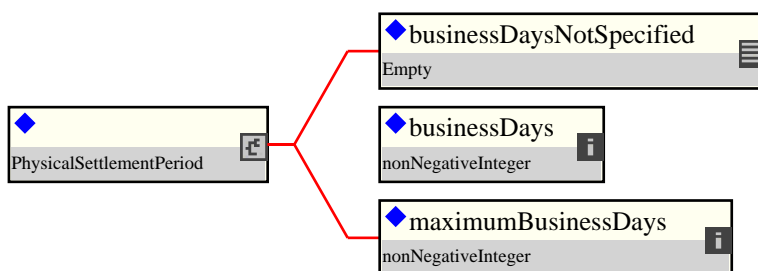 businessDaysNotSpecified
Empty
PhysicalSettlementPeriod
businessDays
nonNegativeInteger
maximumBusinessDays
nonNegativeInteger